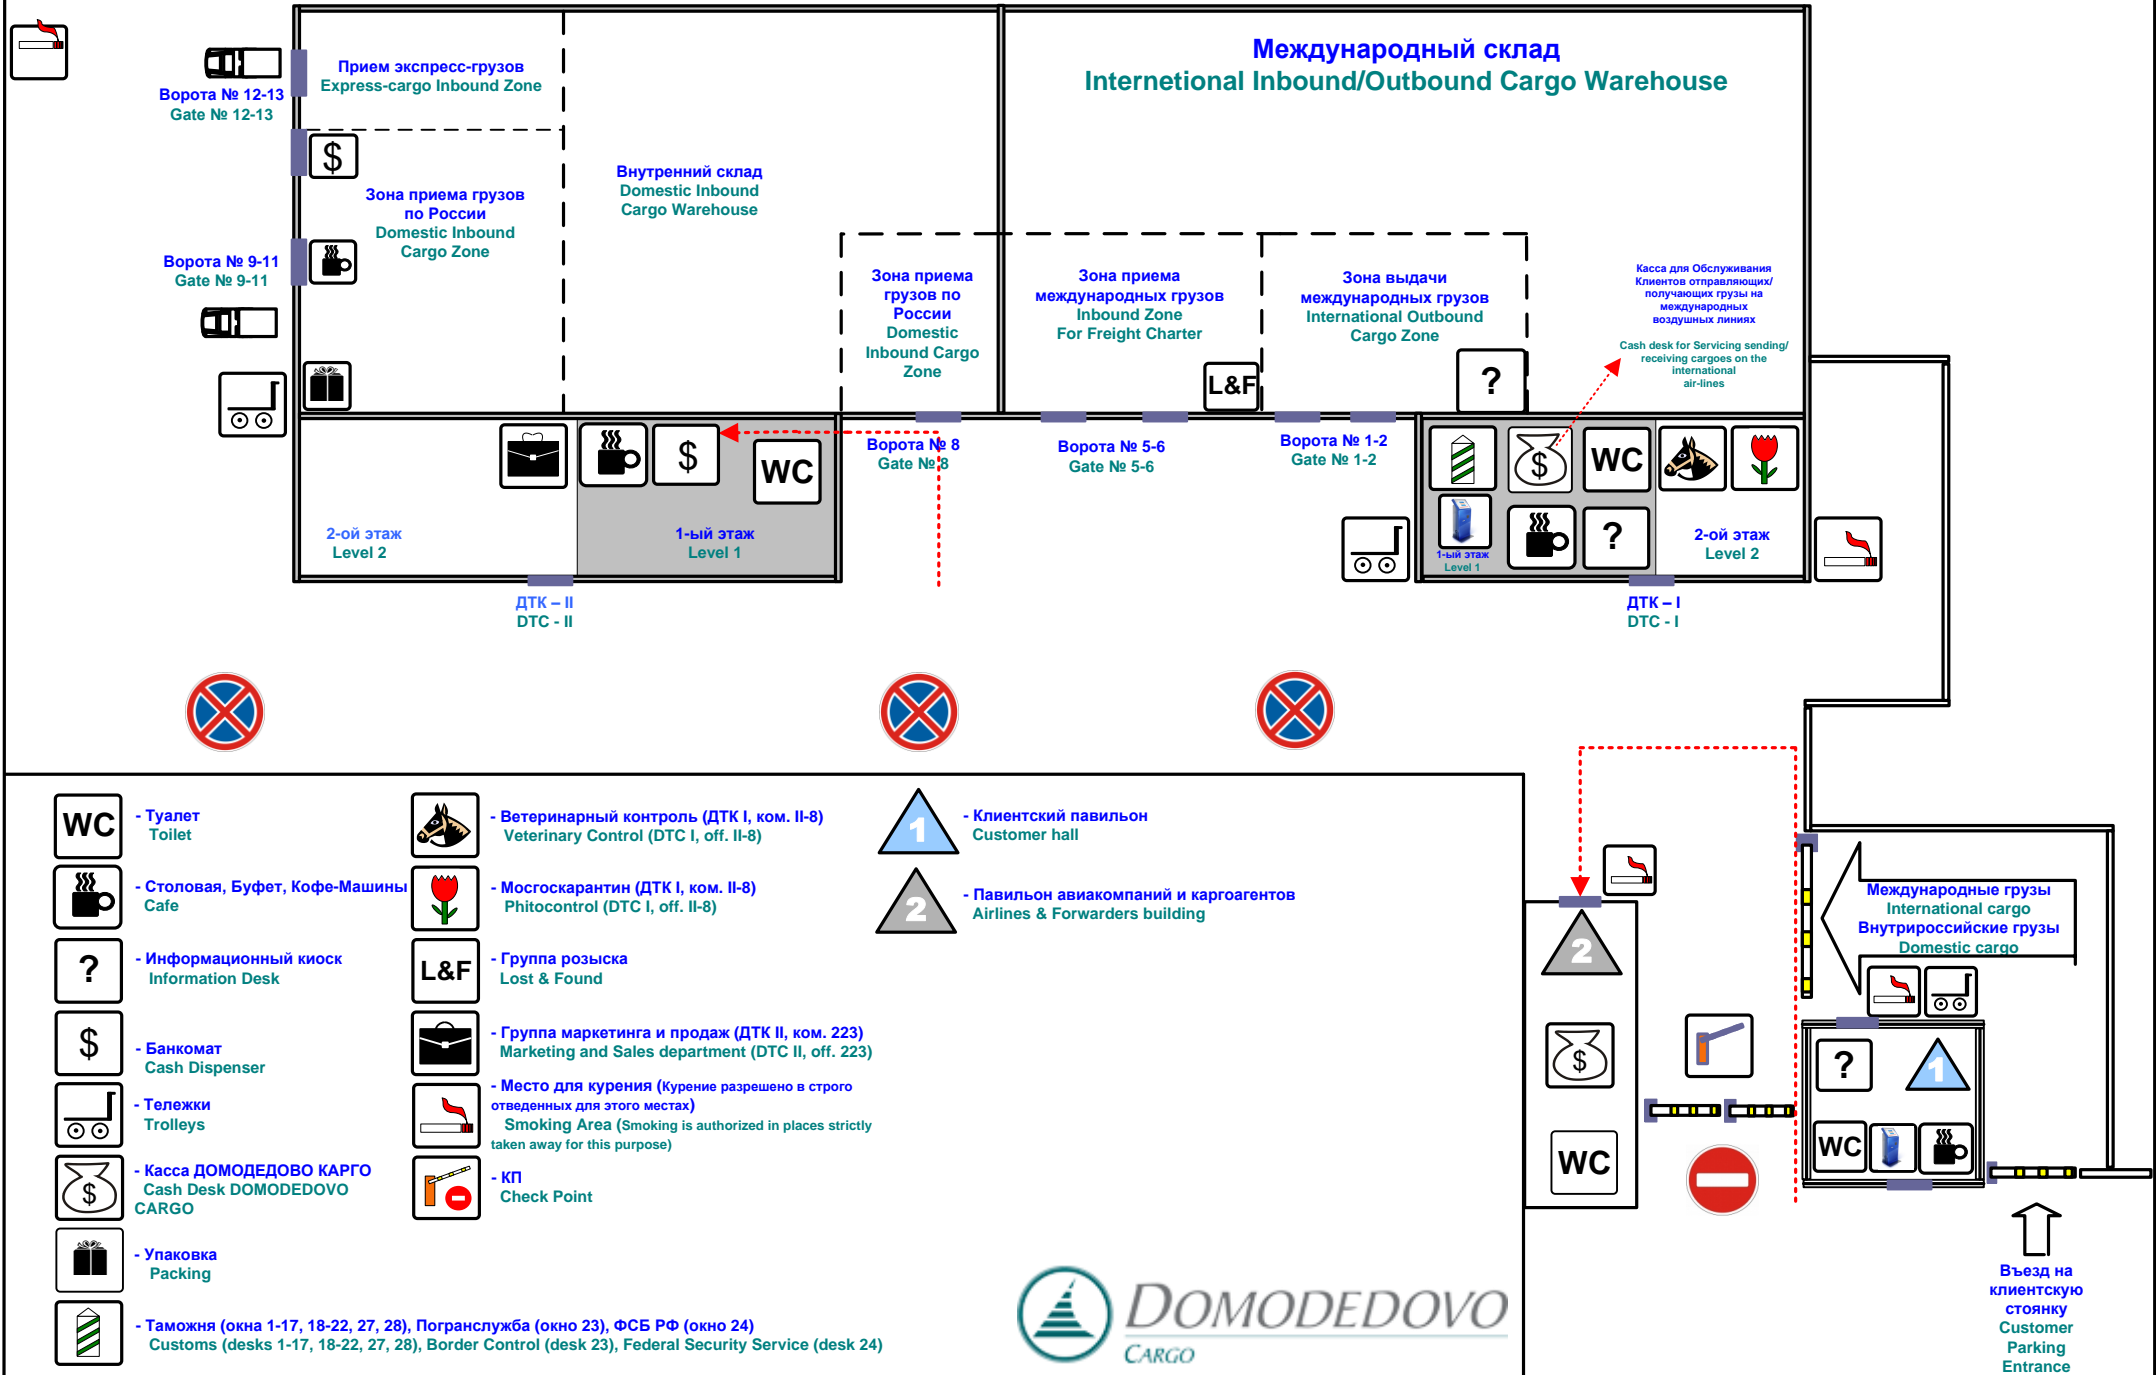 Международный склад
Internetional Inbound/Outbound Cargo Warehouse
Прием экспресс-грузов
Express-cargo Inbound Zone
Ворота № 12-13
Gate № 12-13
$
Внутренний склад
Domestic Inbound
Cargo Warehouse
Зона приема грузов
по России
Domestic Inbound
Cargo Zone
Ворота № 9-11
Gate № 9-11
Зона приема
грузов по
России
Domestic
Inbound Cargo
Zone
Зона приема
международных грузов
Inbound Zone
For Freight Charter
Зона выдачи
международных грузов
International Outbound
Cargo Zone
Касса для Обслуживания
Клиентов отправляющих/
получающих грузы на
международных
воздушных линиях
Cash desk for Servicing sending/
receiving cargoes on the
international
air-lines
L&F
?
$
WC
Ворота № 8
Gate № 8
Ворота № 5-6
Gate № 5-6
Ворота № 1-2
Gate № 1-2
$
WC
?
2-ой этаж
Level 2
1-ый этаж
Level 1
1-ый этаж
Level 1
2-ой этаж
Level 2
ДТК – II
DTC - II
ДТК – I
DTC - I
WC
- Туалет
Toilet
- Столовая, Буфет, Кофе-Машины
Cafe
?
- Информационный киоск
Information Desk
$
- Банкомат
Cash Dispenser
- Тележки
Trolleys
$
- Касса ДОМОДЕДОВО КАРГО
Cash Desk DOMODEDOVO
CARGO
- Упаковка
Packing
- Таможня (окна 1-17, 18-22, 27, 28), Погранслужба (окно 23), ФСБ РФ (окно 24)
Customs (desks 1-17, 18-22, 27, 28), Border Control (desk 23), Federal Security Service (desk 24)
- Ветеринарный контроль (ДТК I, ком. II-8)
Veterinary Control (DTC I, off. II-8)
- Мосгоскарантин (ДТК I, ком. II-8)
Phitocontrol (DTC I, off. II-8)
L&F
- Группа розыска
Lost & Found
- Группа маркетинга и продаж (ДТК II, ком. 223)
Marketing and Sales department (DTC II, off. 223)
- Место для курения (Курение разрешено в строго
отведенных для этого местах)
Smoking Area (Smoking is authorized in places strictly
taken away for this purpose)
- КП
Check Point
1
- Клиентский павильон
Customer hall
2
- Павильон авиакомпаний и каргоагентов
Airlines & Forwarders building
2
$
WC
Международные грузы
International cargo
Внутрироссийские грузы
Domestic cargo
?
1
WC
Въезд на
клиентскую
стоянку
Customer
Parking
Entrance
DOMODEDOVO
CARGO